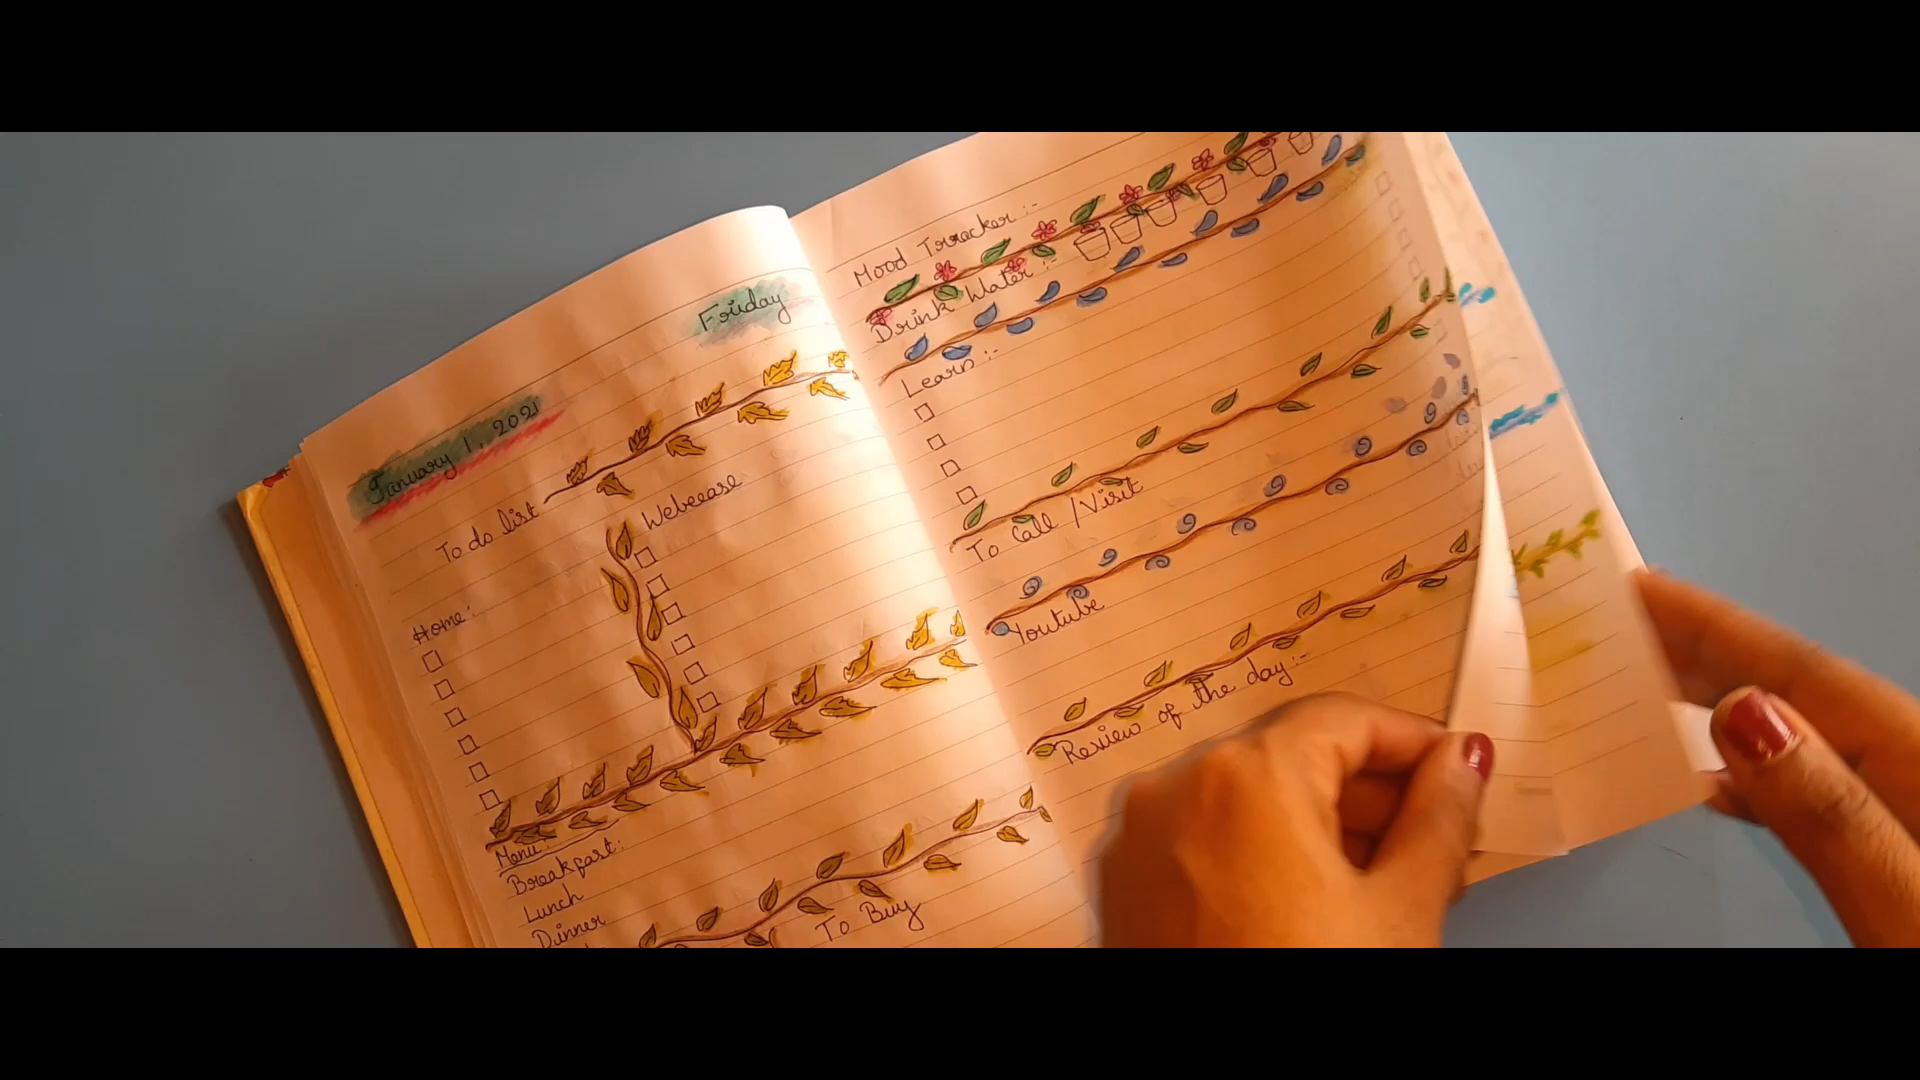 January 1, 2021
Friday
To do list
Home:
Webeease
Menu:
Breakfast:
Lunch
Dinner
To Buy
Mood Tracker:-
Drink Water:-
Learn:-
To Call /Visit
Youtube
Review of the day:-